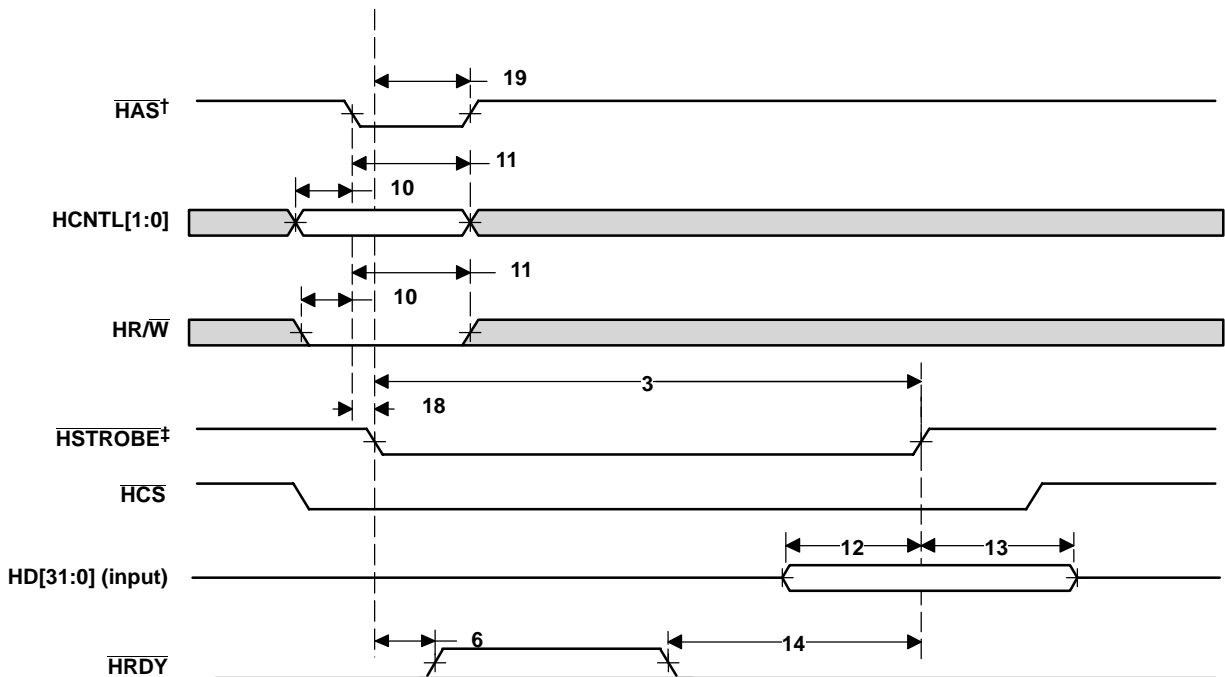 19
HAS†
11
10
HCNTL[1:0]
11
10
HR/W
3
18
HSTROBE‡
HCS
12 13
HD[31:0] (input)
6 14
HRDY